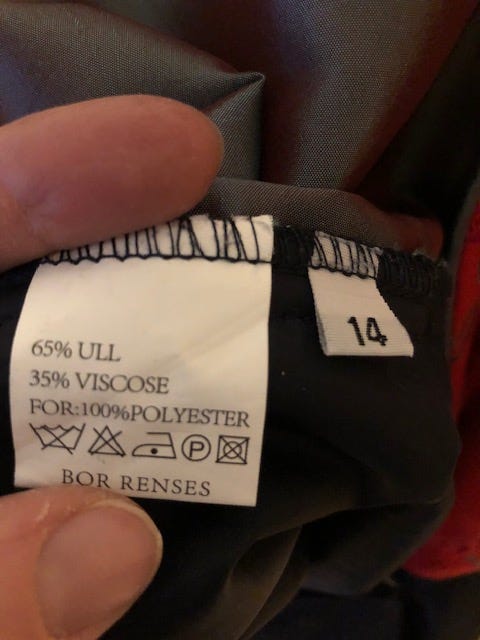 65% ULL
35% VISCOSE
FOR:100%POLYESTER
P
BOR RENSES
14